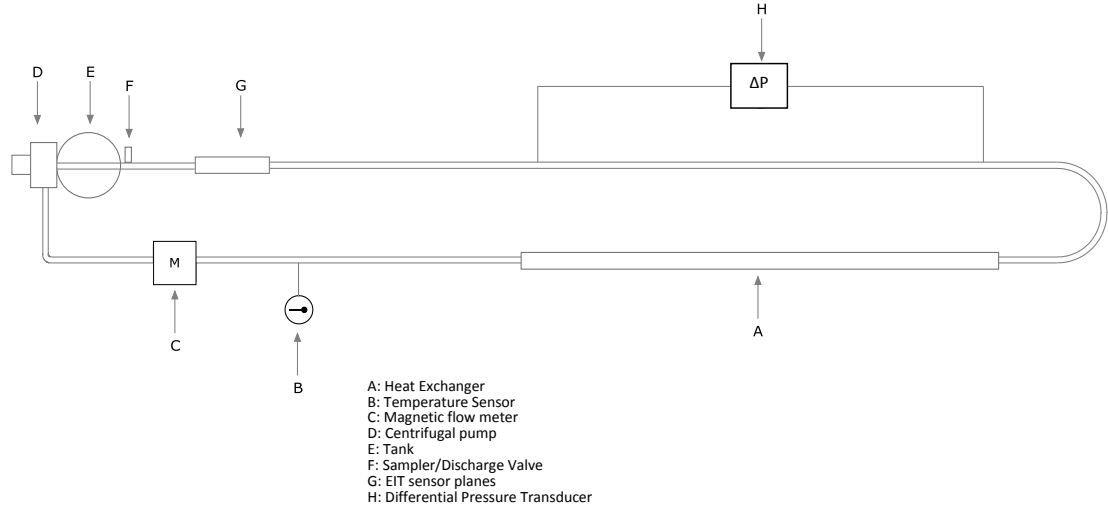 H
D
E
F
G
ΔP
M
C
B
A
A: Heat Exchanger
B: Temperature Sensor
C: Magnetic flow meter
D: Centrifugal pump
E: Tank
F: Sampler/Discharge Valve
G: EIT sensor planes
H: Differential Pressure Transducer